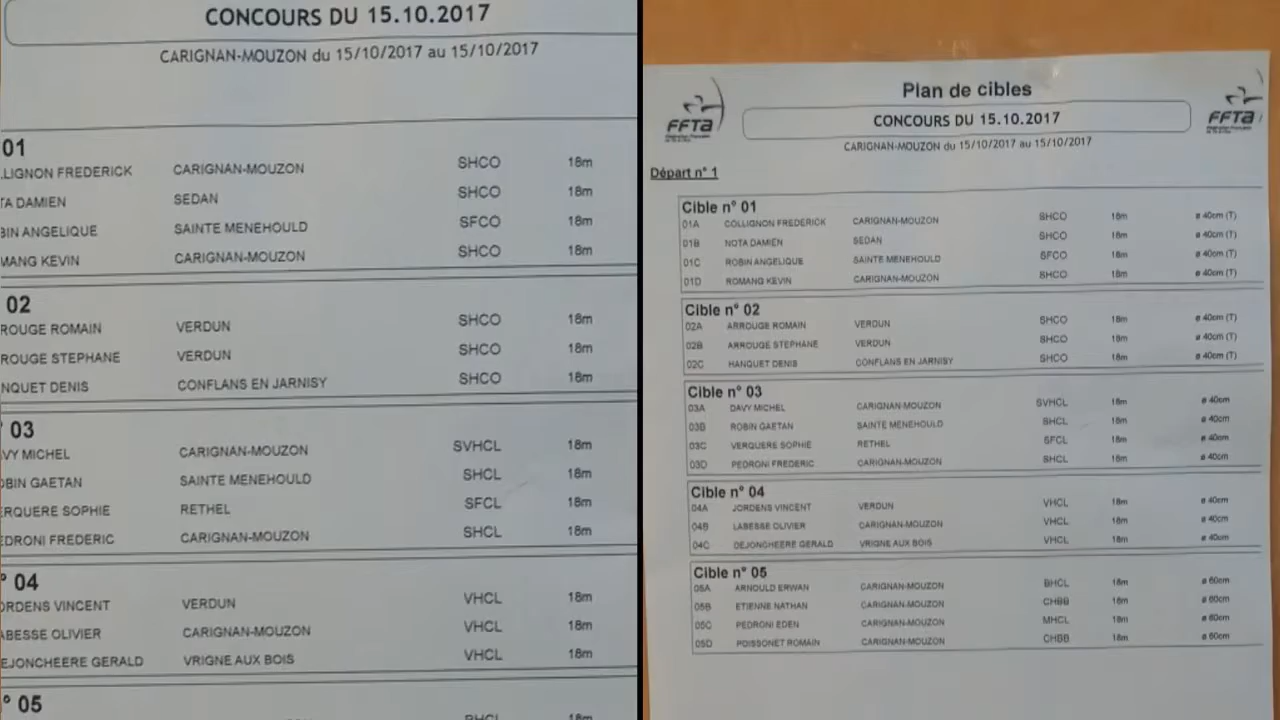 CONCOURS DU 15.10.2017
CARIGNAN-MOUZON du 15/10/2017 au 15/10/2017
01
LLIGNON FREDERICK CARIGNAN-MOUZON SHCO 18m
TA DAMIEN SEDAN SHCO 18m
BIN ANGELIQUE SAINTE MENEHOULD SFCO 18m
MANG KEVIN CARIGNAN-MOUZON SHCO 18m
02
ROUGE ROMAIN VERDUN SHCO 18m
ROUGE STEPHANE VERDUN SHCO 18m
NQUET DENIS CONFLANS EN JARNISY SHCO 18m
03
VY MICHEL CARIGNAN-MOUZON SVHCL 18m
OBIN GAETAN SAINTE MENEHOULD SHCL 18m
ERQUERE SOPHIE RETHEL SFCL 18m
EDRONI FREDERIC CARIGNAN-MOUZON SHCL 18m
° 04
ORDENS VINCENT VERDUN VHCL 18m
ABESSE OLIVIER CARIGNAN-MOUZON VHCL 18m
EJONCHEERE GERALD VRIGNE AUX BOIS VHCL 18m
° 05
FFTA
Plan de cibles
CONCOURS DU 15.10.2017
CARIGNAN-MOUZON du 15/10/2017 au 15/10/2017
FFTA
Départ n° 1
Cible n° 01
01A COLLIGNON FREDERICK CARIGNAN-MOUZON SHCO 18m ø 40cm (T)
01B NOTA DAMIEN SEDAN SHCO 18m ø 40cm (T)
01C ROBIN ANGELIQUE SAINTE MENEHOULD SFCO 18m ø 40cm (T)
01D ROMANG KEVIN CARIGNAN-MOUZON SHCO 18m ø 40cm (T)
Cible n° 02
02A ARROUGE ROMAIN VERDUN SHCO 18m ø 40cm (T)
02B ARROUGE STEPHANE VERDUN SHCO 18m ø 40cm (T)
02C HANQUET DENIS CONFLANS EN JARNISY SHCO 18m ø 40cm (T)
Cible n° 03
03A DAVY MICHEL CARIGNAN-MOUZON SVHCL 18m ø 40cm
03B ROBIN GAETAN SAINTE MENEHOULD SHCL 18m ø 40cm
03C VERQUERE SOPHIE RETHEL SFCL 18m ø 40cm
03D PEDRONI FREDERIC CARIGNAN-MOUZON SHCL 18m ø 40cm
Cible n° 04
04A JORDENS VINCENT VERDUN VHCL 18m ø 40cm
04B LABESSE OLIVIER CARIGNAN-MOUZON VHCL 18m ø 40cm
04C DEJONCHEERE GERALD VRIGNE AUX BOIS VHCL 18m ø 40cm
Cible n° 05
05A ARNOULD ERWAN CARIGNAN-MOUZON BHCL 18m ø 60cm
05B ETIENNE NATHAN CARIGNAN-MOUZON CHBB 18m ø 60cm
05C PEDRONI EDEN CARIGNAN-MOUZON MHCL 18m ø 60cm
05D POISSONET ROMAIN CARIGNAN-MOUZON CHBB 18m ø 60cm